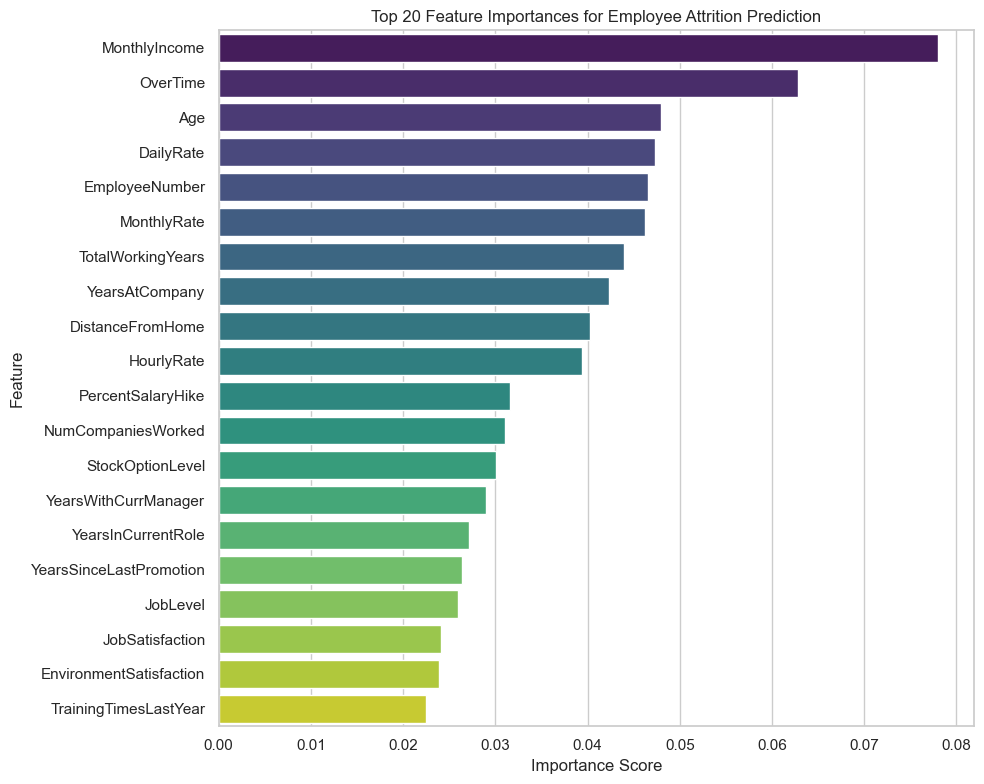 Top 20 Feature Importances for Employee Attrition Prediction
MonthlyIncome
OverTime
Age
DailyRate
EmployeeNumber
MonthlyRate
TotalWorkingYears
YearsAtCompany
DistanceFromHome
HourlyRate
PercentSalaryHike
NumCompaniesWorked
StockOptionLevel
YearsWithCurrManager
YearsInCurrentRole
YearsSinceLastPromotion
JobLevel
JobSatisfaction
EnvironmentSatisfaction
TrainingTimesLastYear
Feature
0.00 0.01 0.02 0.03 0.04 0.05 0.06 0.07 0.08
Importance Score